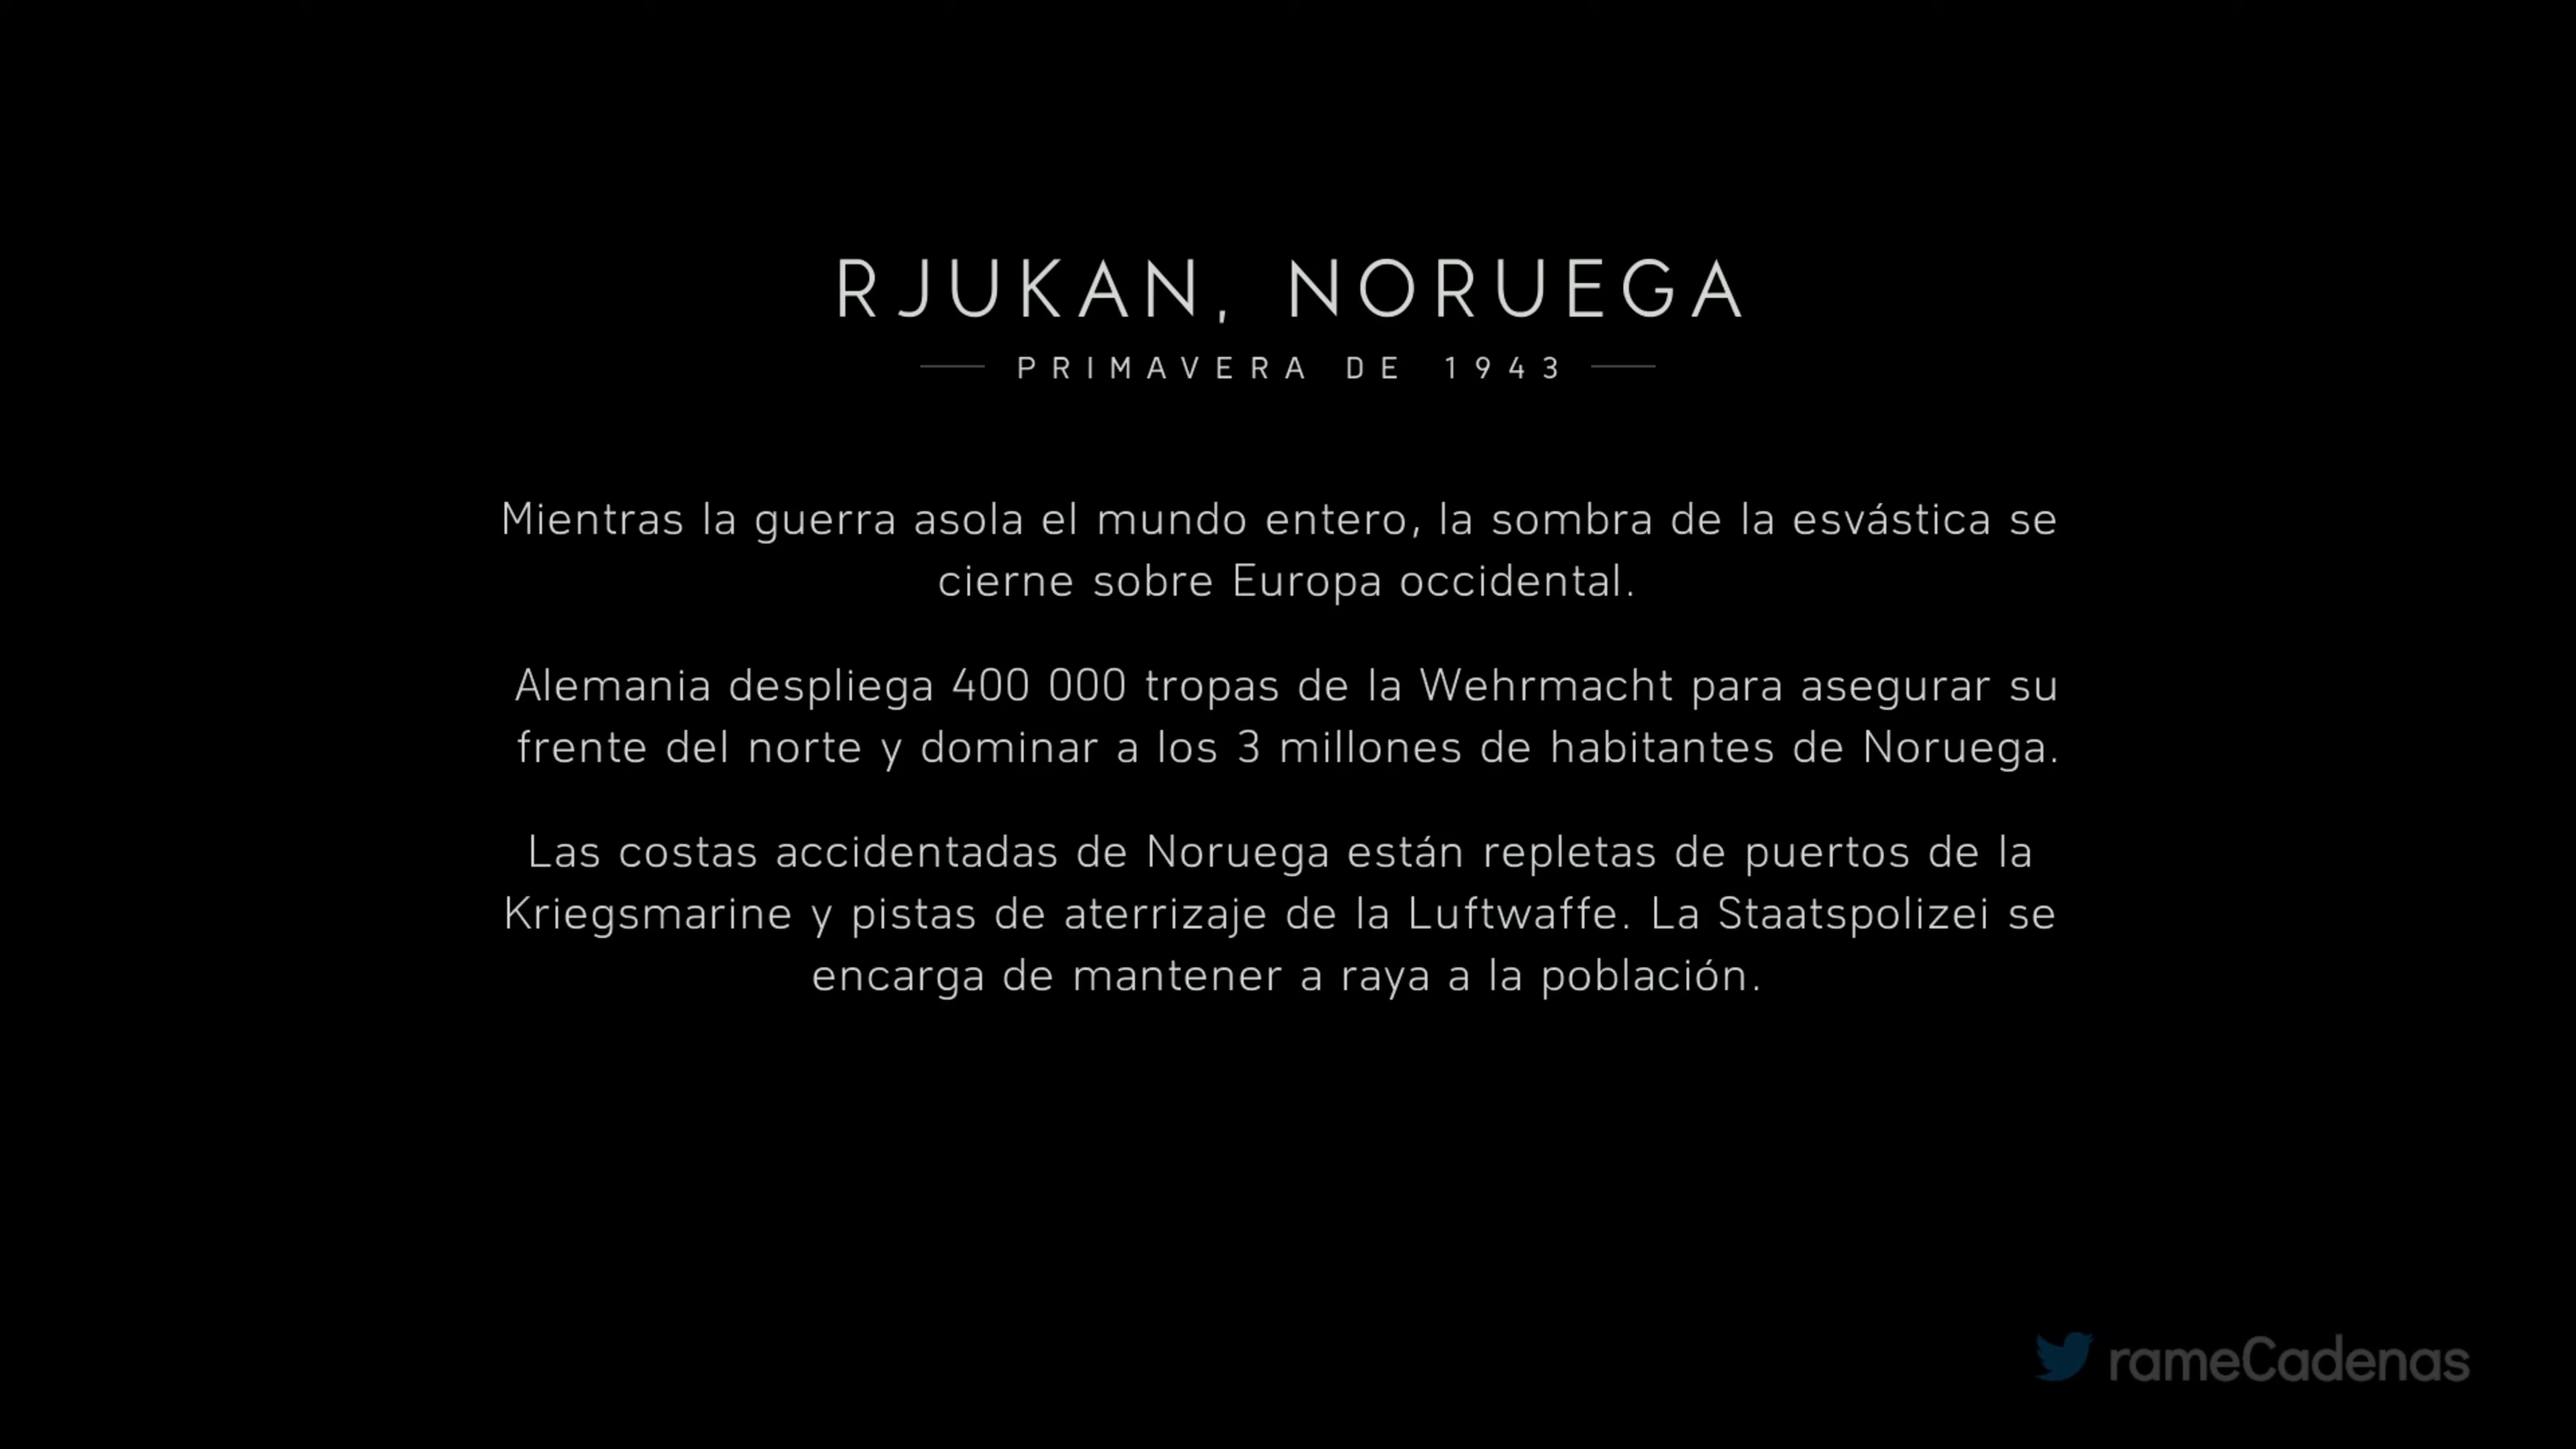 RJUKAN, NORUEGA
PRIMAVERA DE 1943
Mientras la guerra asola el mundo entero, la sombra de la esvástica se
cierne sobre Europa occidental.
Alemania despliega 400 000 tropas de la Wehrmacht para asegurar su
frente del norte y dominar a los 3 millones de habitantes de Noruega.
Las costas accidentadas de Noruega están repletas de puertos de la
Kriegsmarine y pistas de aterrizaje de la Luftwaffe. La Staatspolizei se
encarga de mantener a raya a la población.
rameCadenas